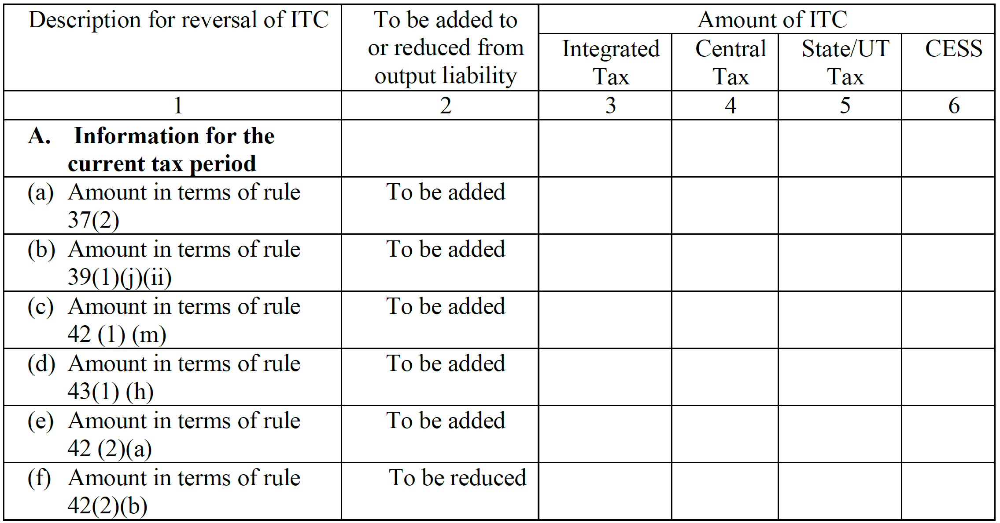 Description for reversal of ITC
To be added to
or reduced from
output liability
Amount of ITC
Integrated
Tax
Central
Tax
State/UT
Tax
CESS
1
2
3
4
5
6
A. Information for the
current tax period
(a) Amount in terms of rule
37(2)
To be added
(b) Amount in terms of rule
39(1)(j)(ii)
To be added
(c) Amount in terms of rule
42 (1) (m)
To be added
(d) Amount in terms of rule
43(1) (h)
To be added
(e) Amount in terms of rule
42 (2)(a)
To be added
(f) Amount in terms of rule
42(2)(b)
To be reduced